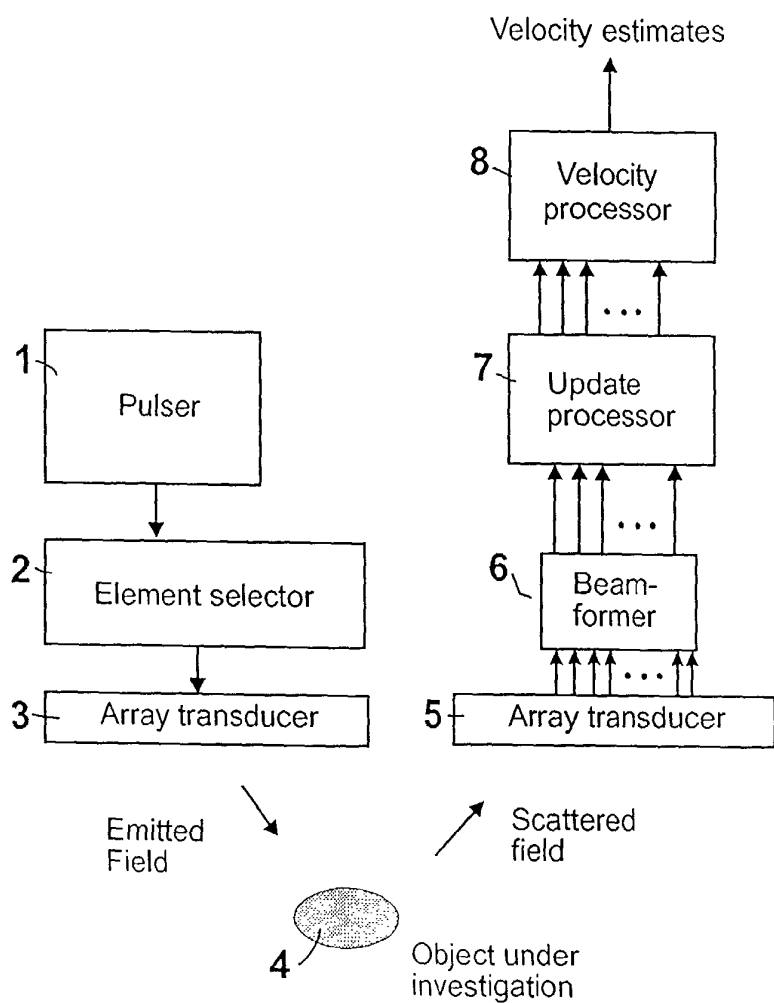 Velocity estimates
8
Velocity
processor
1
Pulser
7
Update
processor
2
Element selector
6
Beam-
former
3
Array transducer
5
Array transducer
Emitted
Field
Scattered
field
4
Object under
investigation